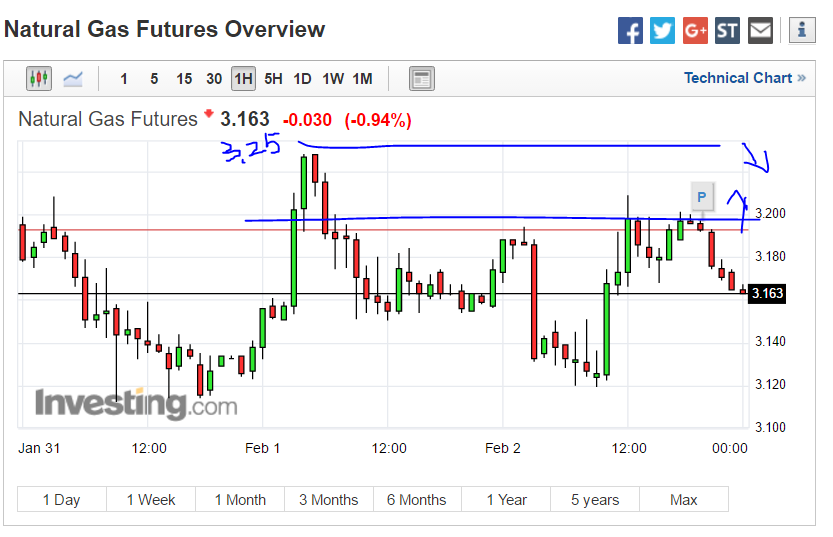 Natural Gas Futures Overview
f G+ ST i
1 5 15 30 1H 5H 1D 1W 1M Technical Chart »
Natural Gas Futures 3.163 -0.030 (-0.94%)
3.25
P
3.200
3.180
3.163
3.140
3.120
Investing.com
3.100
Jan 31 12:00 Feb 1 12:00 Feb 2 12:00 00:00
1 Day 1 Week 1 Month 3 Months 6 Months 1 Year 5 years Max